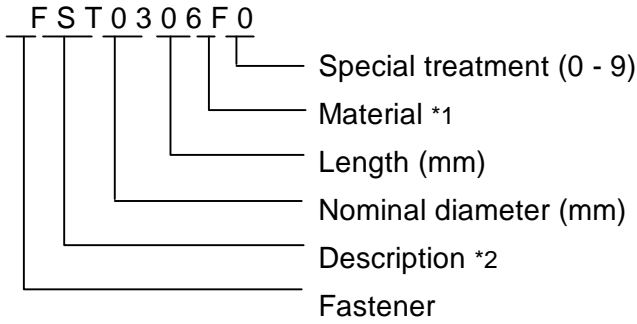 F S T 0 3 0 6 F 0
Special treatment (0 - 9)
Material *1
Length (mm)
Nominal diameter (mm)
Description *2
Fastener